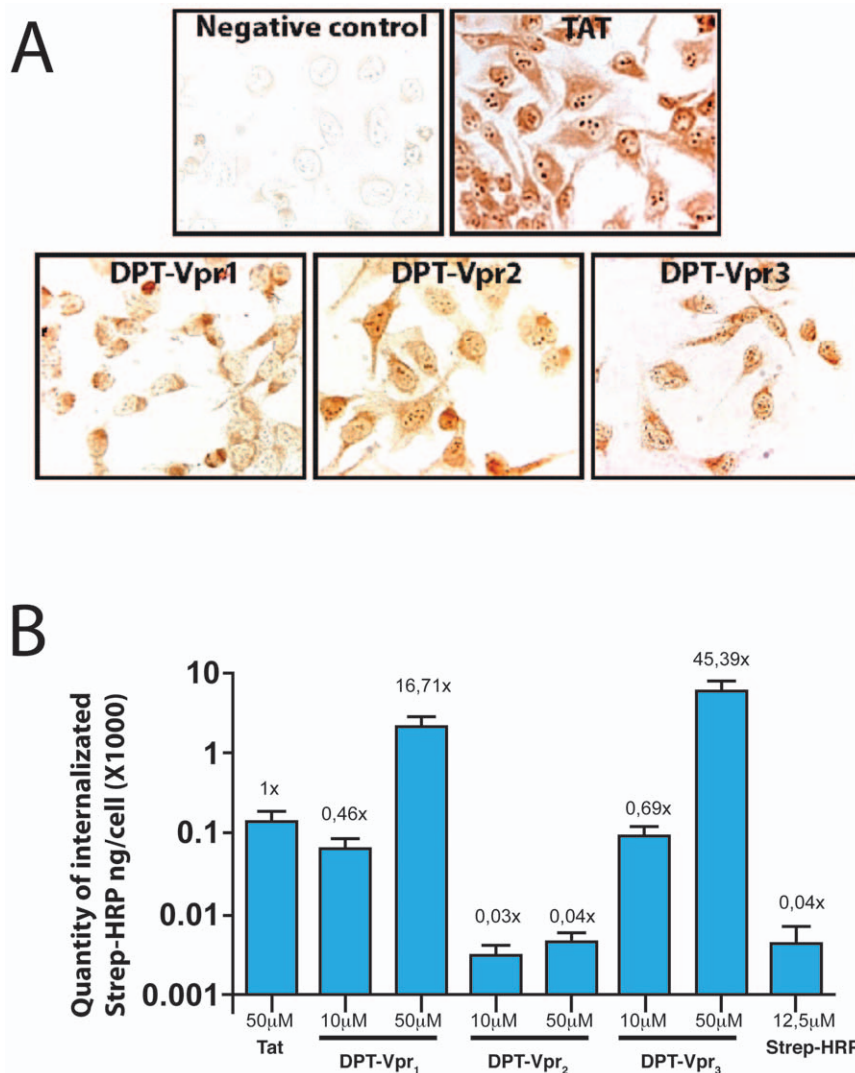 A
Negative control
TAT
DPT-Vpr1
DPT-Vpr2
DPT-Vpr3
B
Quantity of internalizated
Strep-HRP ng/cell (X1000)
10
1
0.1
0.01
0.001
1x
0,46x
16,71x
0,03x
0,04x
0,69x
45,39x
0,04x
50µM
10µM
50µM
10µM
50µM
10µM
50µM
12,5µM
Tat
DPT-Vpr₁
DPT-Vpr₂
DPT-Vpr₃
Strep-HRP